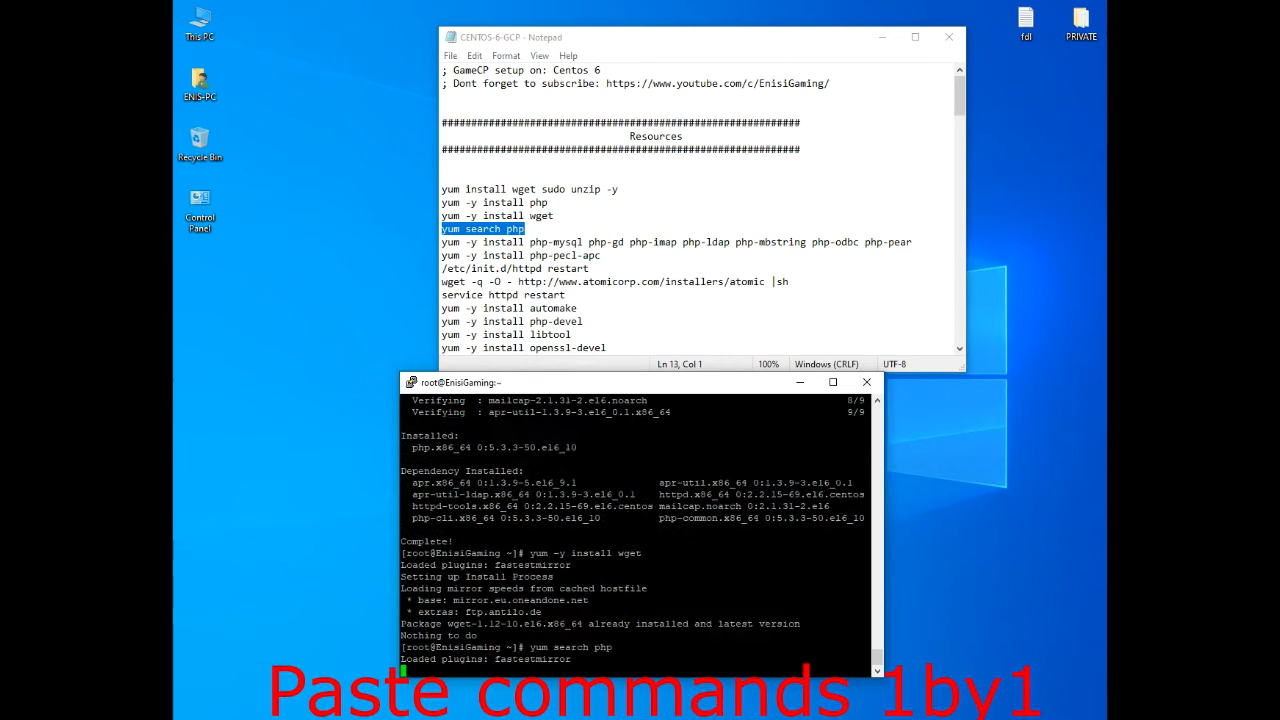 This PC
ENIS-PC
Recycle Bin
Control
Panel
fdl
PRIVATE
CENTOS-6-GCP - Notepad
File Edit Format View Help
; GameCP setup on: Centos 6
; Dont forget to subscribe: https://www.youtube.com/c/EnisiGaming/
#############################################################
Resources
#############################################################
yum install wget sudo unzip -y
yum -y install php
yum -y install wget
yum search php
yum -y install php-mysql php-gd php-imap php-ldap php-mbstring php-odbc php-pear
yum -y install php-pecl-apc
/etc/init.d/httpd restart
wget -q -O - http://www.atomicorp.com/installers/atomic |sh
service httpd restart
yum -y install automake
yum -y install php-devel
yum -y install libtool
yum -y install openssl-devel
Ln 13, Col 1 100% Windows (CRLF) UTF-8
root@EnisiGaming:~
Verifying : mailcap-2.1.31-2.el6.noarch 8/9
Verifying : apr-util-1.3.9-3.el6_0.1.x86_64 9/9
Installed:
php.x86_64 0:5.3.3-50.el6_10
Dependency Installed:
apr.x86_64 0:1.3.9-5.el6_9.1 apr-util.x86_64 0:1.3.9-3.el6_0.1
apr-util-ldap.x86_64 0:1.3.9-3.el6_0.1 httpd.x86_64 0:2.2.15-69.el6.centos
httpd-tools.x86_64 0:2.2.15-69.el6.centos mailcap.noarch 0:2.1.31-2.el6
php-cli.x86_64 0:5.3.3-50.el6_10 php-common.x86_64 0:5.3.3-50.el6_10
Complete!
[root@EnisiGaming ~]# yum -y install wget
Loaded plugins: fastestmirror
Setting up Install Process
Loading mirror speeds from cached hostfile
* base: mirror.eu.oneandone.net
* extras: ftp.antilo.de
Package wget-1.12-10.el6.x86_64 already installed and latest version
Nothing to do
[root@EnisiGaming ~]# yum search php
Loaded plugins: fastestmirror
Paste commands 1by1